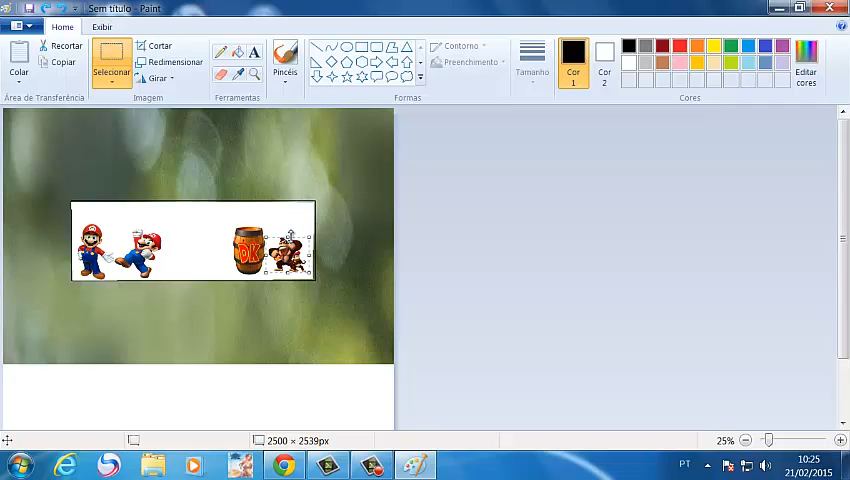 Sem título - Paint
Home Exibir
Colar
Recortar
Copiar
Área de Transferência
Selecionar
Cortar
Redimensionar
Girar
Imagem
A
Ferramentas
Pincéis
Contorno
Preenchimento
Formas
Tamanho
Cor 1
Cor 2
Editar cores
Cores
DK
2500 × 2539px
25%
PT
10:25
21/02/2015